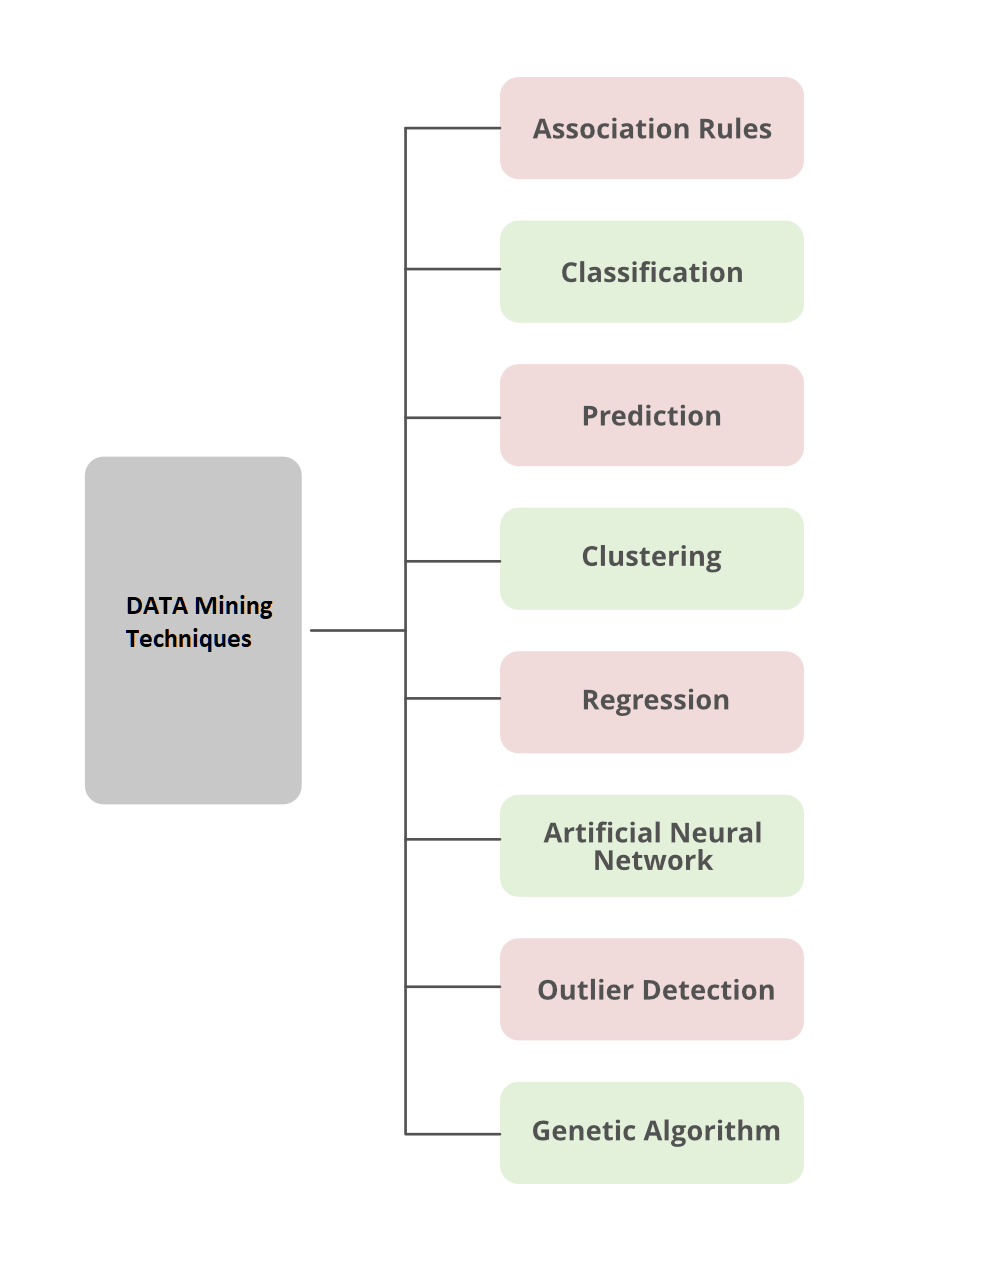 Association Rules
Classification
Prediction
Clustering
DATA Mining
Techniques
Regression
Artificial Neural
Network
Outlier Detection
Genetic Algorithm